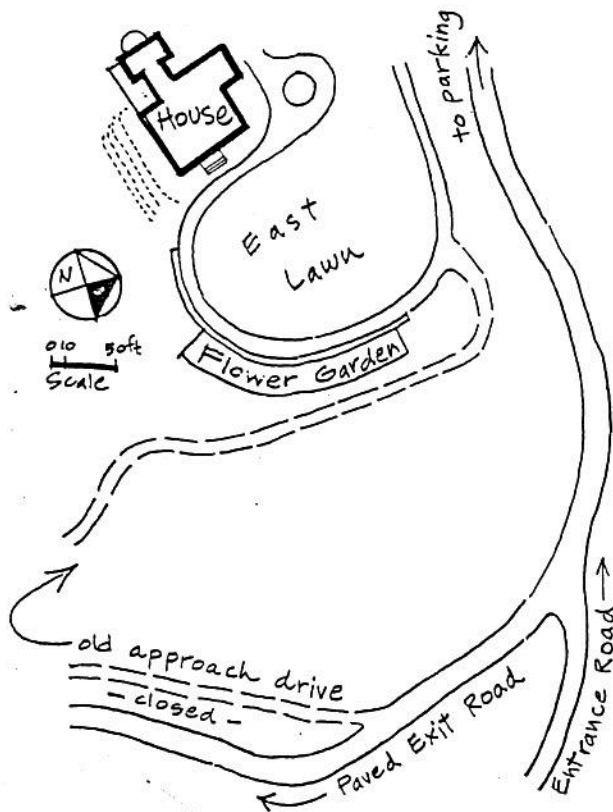 to parking
House
East
Lawn
N
0 10 50ft
Scale
Flower Garden
old approach drive
- closed -
Paved Exit Road
Entrance Road